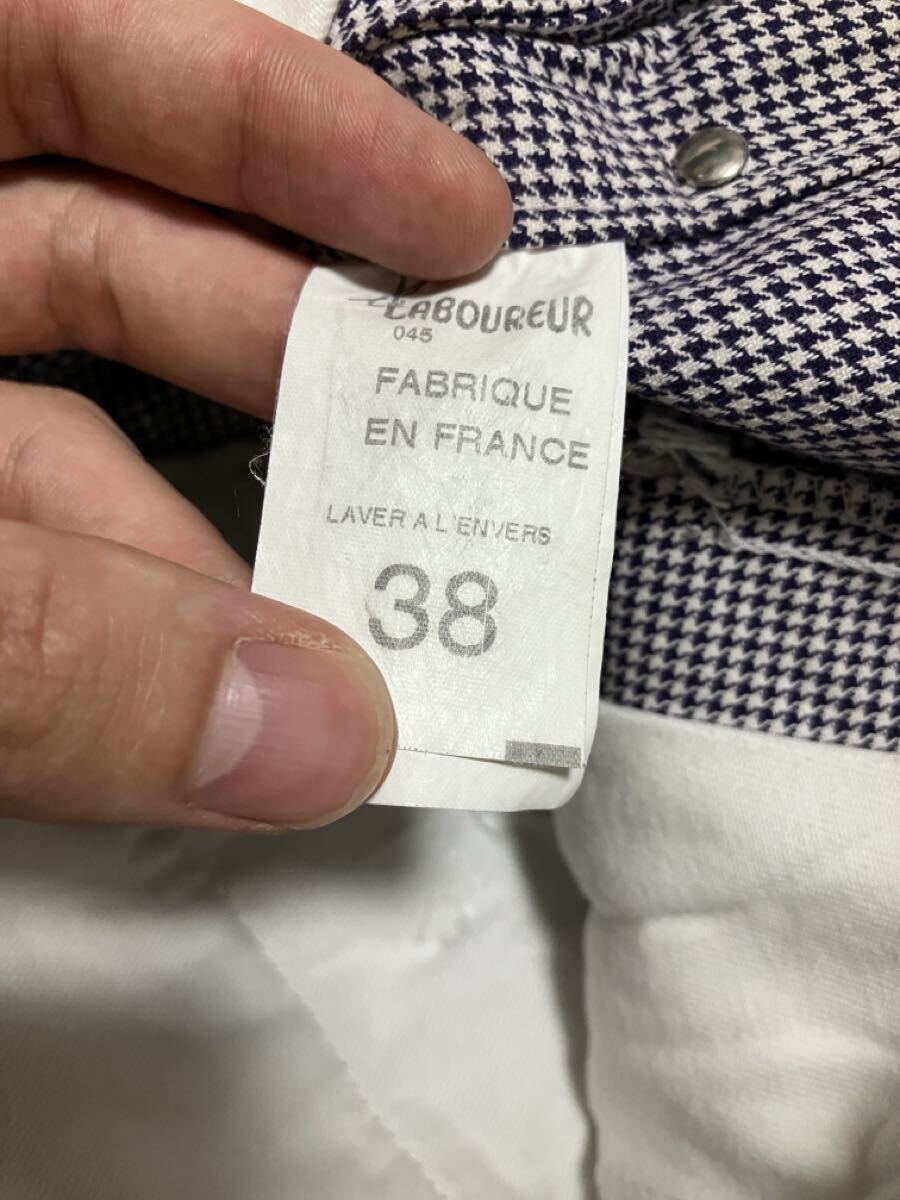 LABOUREUR
045
FABRIQUE
EN FRANCE
LAVER A L'ENVERS
38